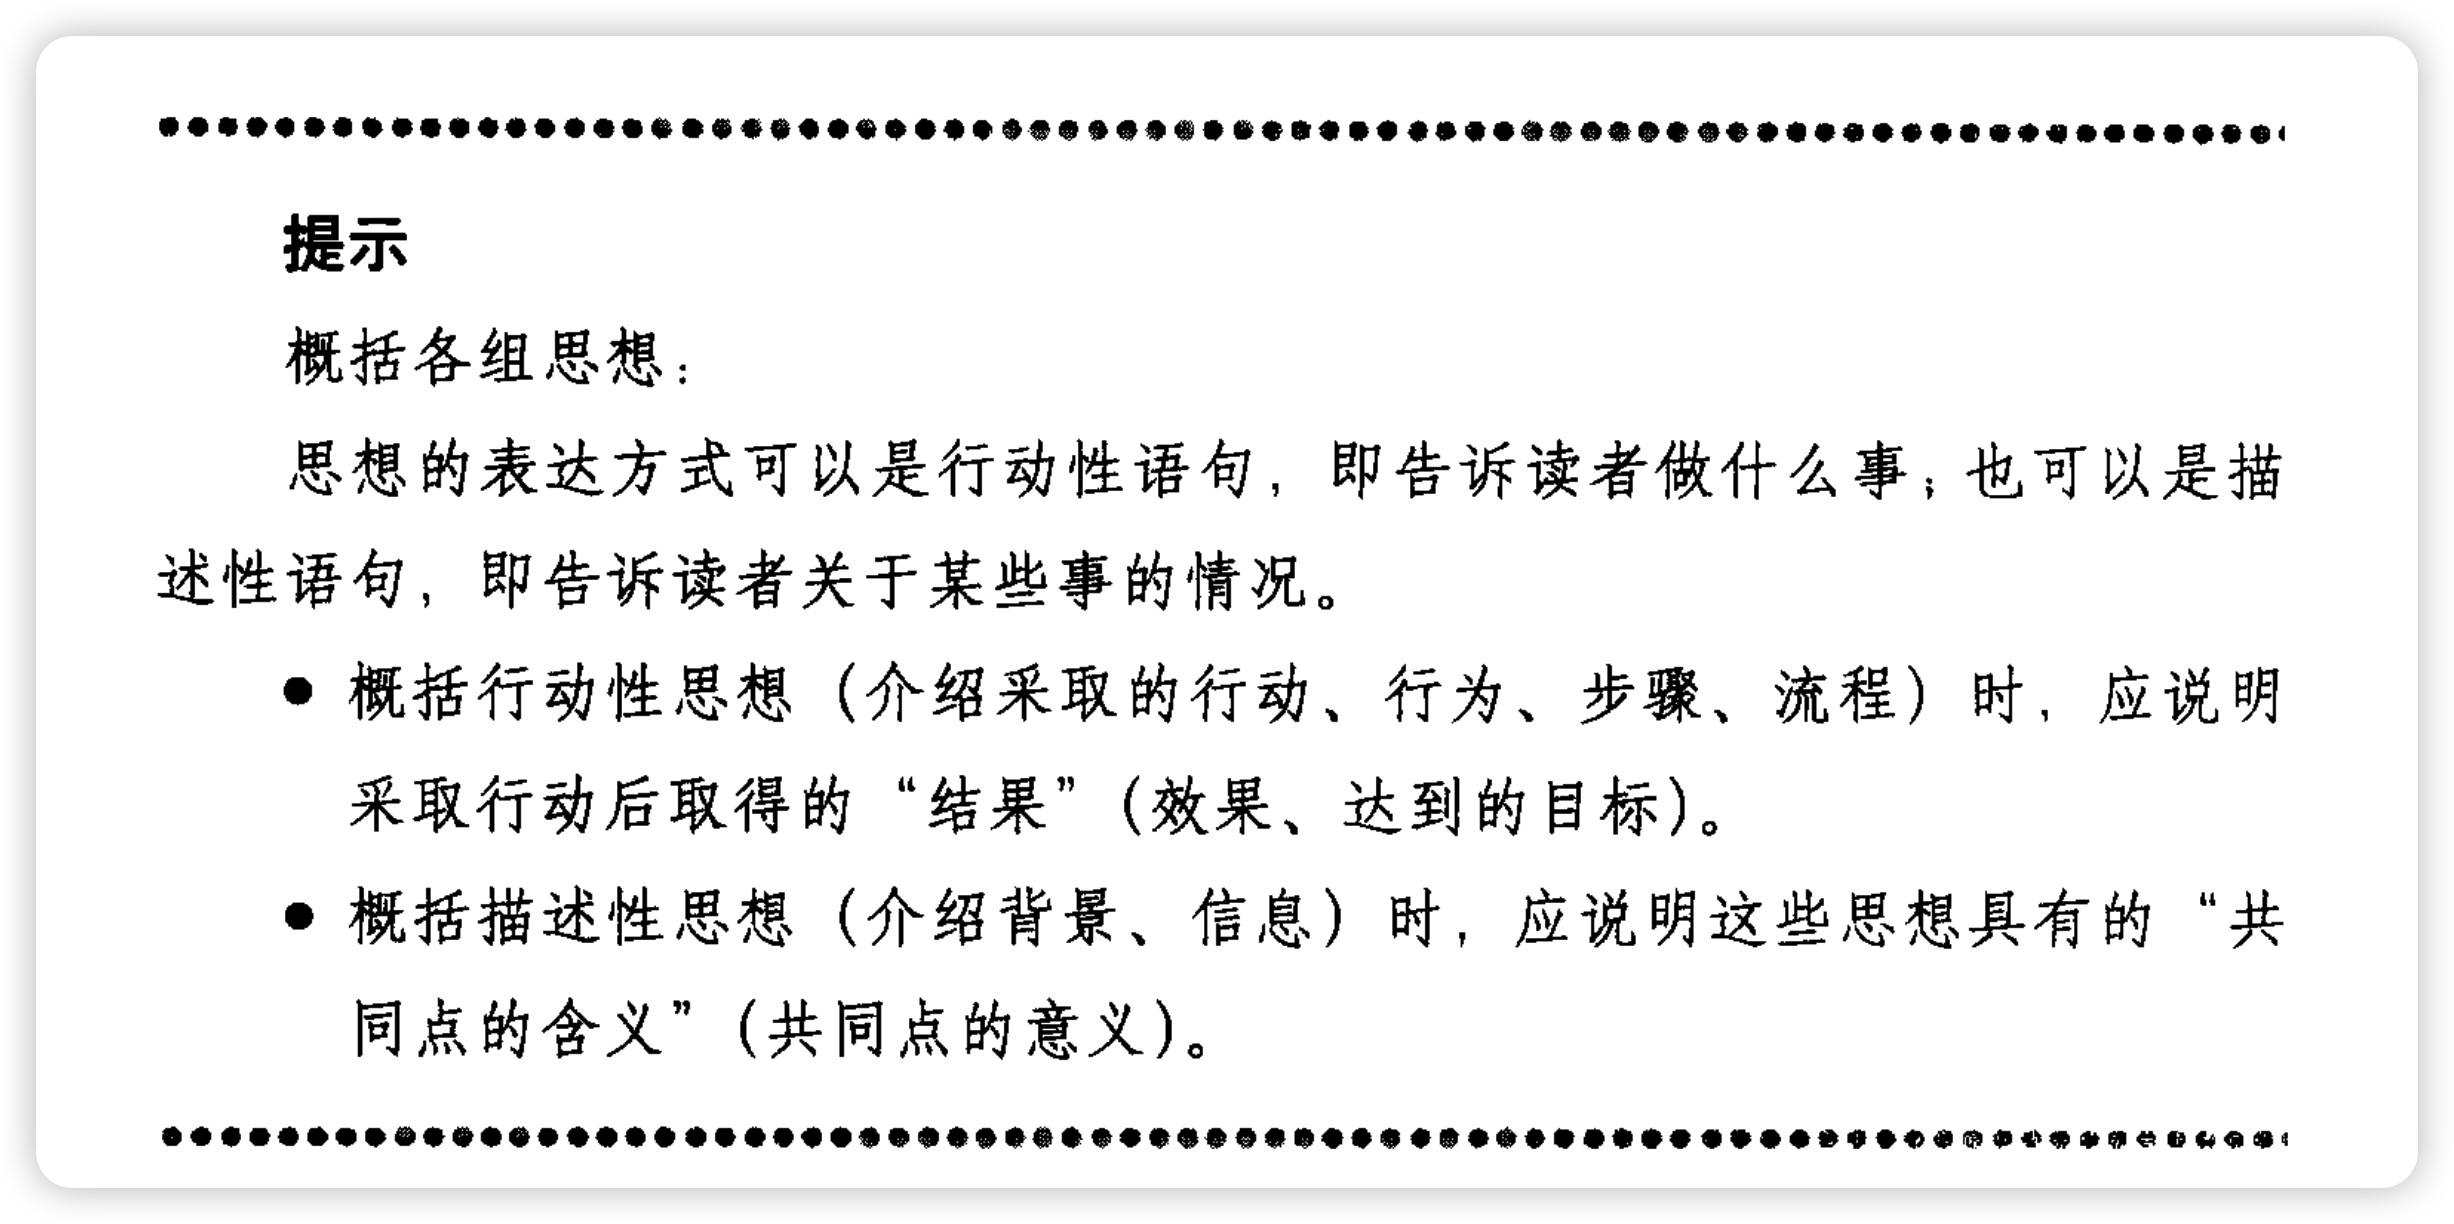 提示
概括各组思想：
思想的表达方式可以是行动性语句，即告诉读者做什么事；也可以是描
述性语句，即告诉读者关于某些事的情况。
● 概括行动性思想（介绍采取的行动、行为、步骤、流程）时，应说明
采取行动后取得的“结果”（效果、达到的目标）。
● 概括描述性思想（介绍背景、信息）时，应说明这些思想具有的“共
同点的含义”（共同点的意义）。